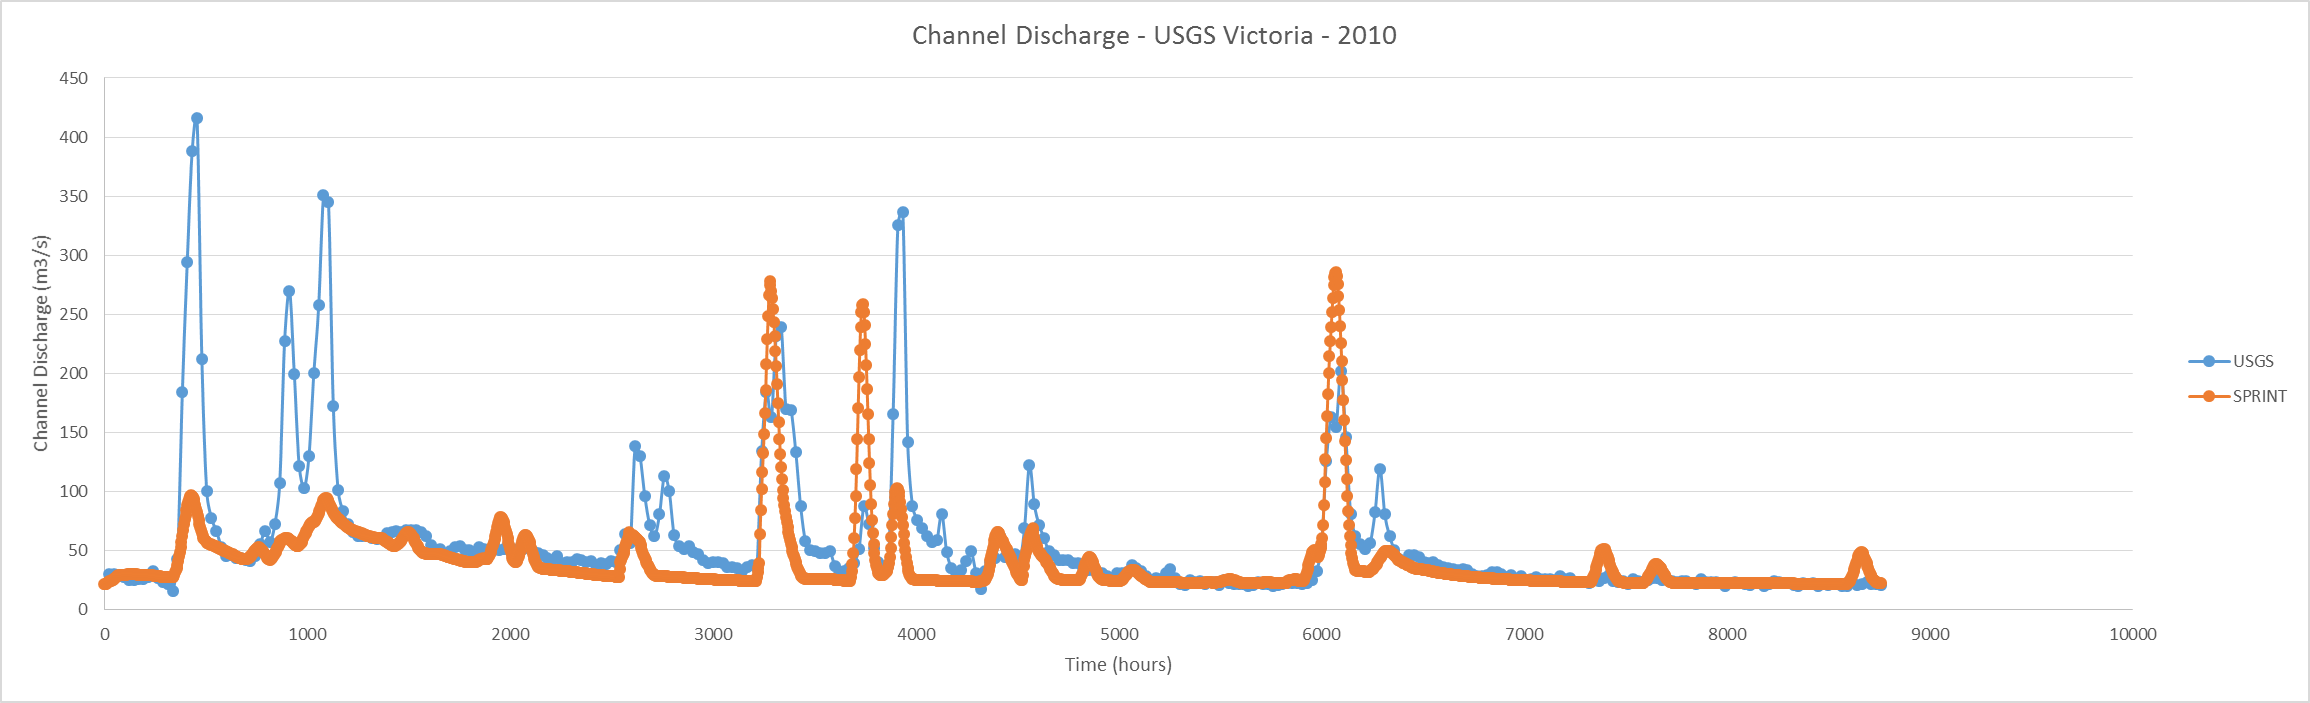 Channel Discharge - USGS Victoria - 2010
450
400
350
300
250
200
150
100
50
0
Channel Discharge (m3/s)
0 1000 2000 3000 4000 5000 6000 7000 8000 9000 10000
Time (hours)
USGS
SPRINT